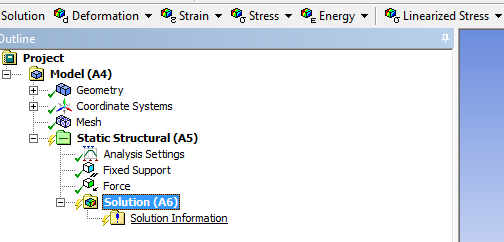 Solution Deformation Strain Stress Energy Linearized Stress
Outline
Project
Model (A4)
Geometry
Coordinate Systems
Mesh
Static Structural (A5)
Analysis Settings
Fixed Support
Force
Solution (A6)
Solution Information